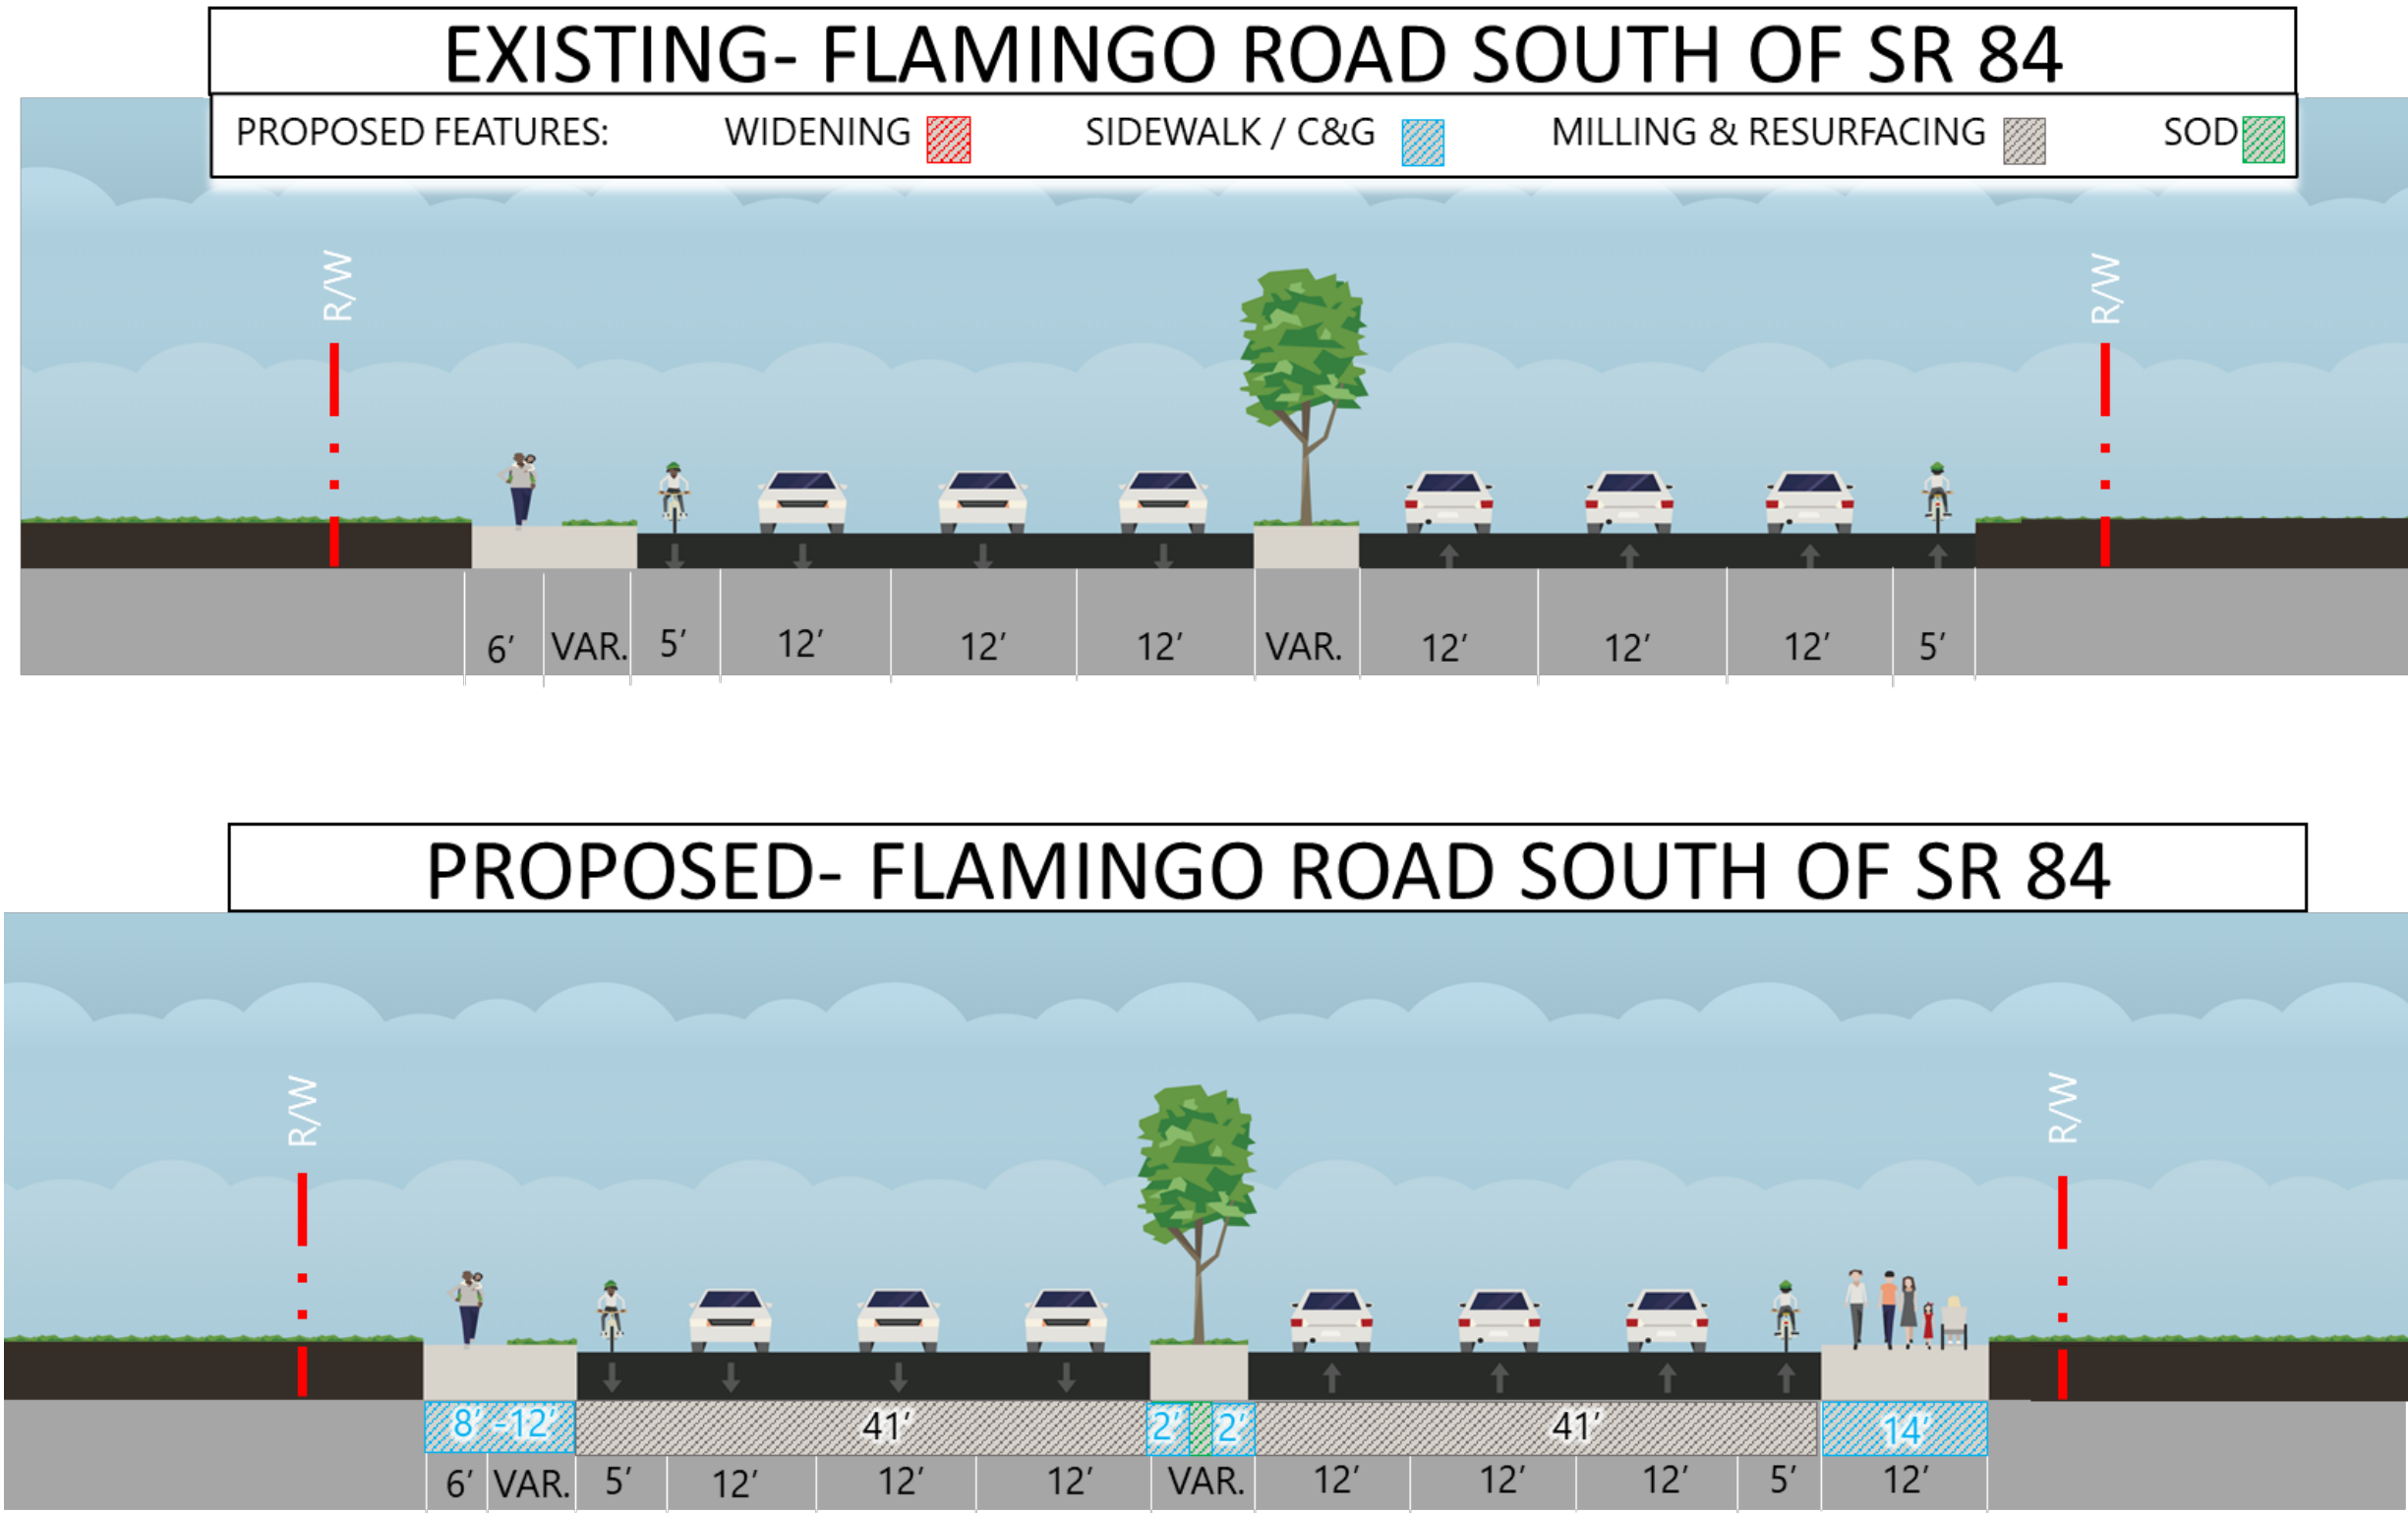 EXISTING- FLAMINGO ROAD SOUTH OF SR 84
PROPOSED FEATURES: WIDENING SIDEWALK / C&G MILLING & RESURFACING SOD
R/W R/W
6’ VAR. 5’ 12’ 12’ 12’ VAR. 12’ 12’ 12’ 5’
PROPOSED- FLAMINGO ROAD SOUTH OF SR 84
R/W R/W
8’ -12’ 41’ 2’ 2’ 41’ 14’
6’ VAR. 5’ 12’ 12’ 12’ VAR. 12’ 12’ 12’ 5’ 12’